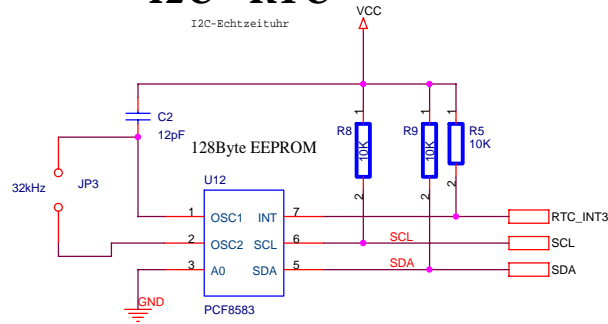 I2C RTC
I2C-Echtzeituhr
VCC
C2
12pF
1
1
1
R8
10K
R9
10K
R5
10K
2
2
2
128Byte EEPROM
32kHz
JP3
U12
1
OSC1
INT
7
RTC_INT3
2
OSC2
SCL
6
SCL
SCL
3
A0
SDA
5
SDA
SDA
GND
PCF8583